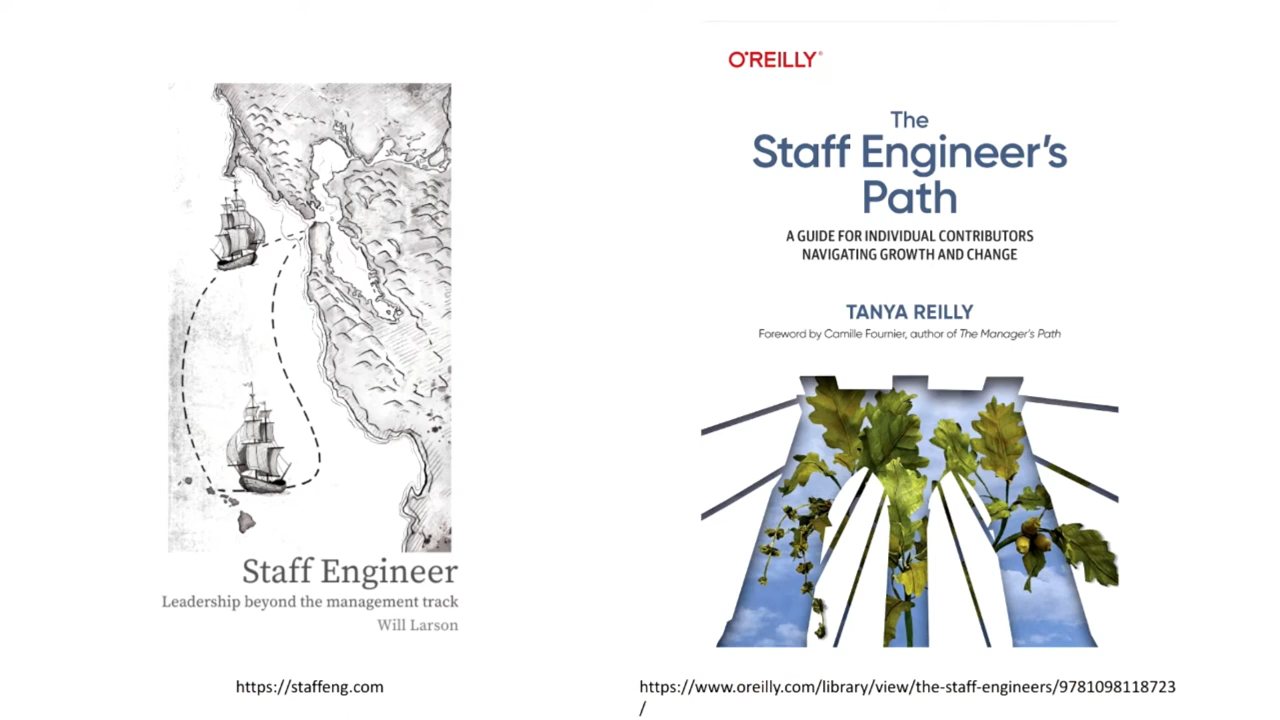 Staff Engineer
Leadership beyond the management track
Will Larson
https://staffeng.com
O'REILLY®
The
Staff Engineer's
Path
A GUIDE FOR INDIVIDUAL CONTRIBUTORS
NAVIGATING GROWTH AND CHANGE
TANYA REILLY
Foreword by Camille Fournier, author of The Manager's Path
https://www.oreilly.com/library/view/the-staff-engineers/9781098118723
/